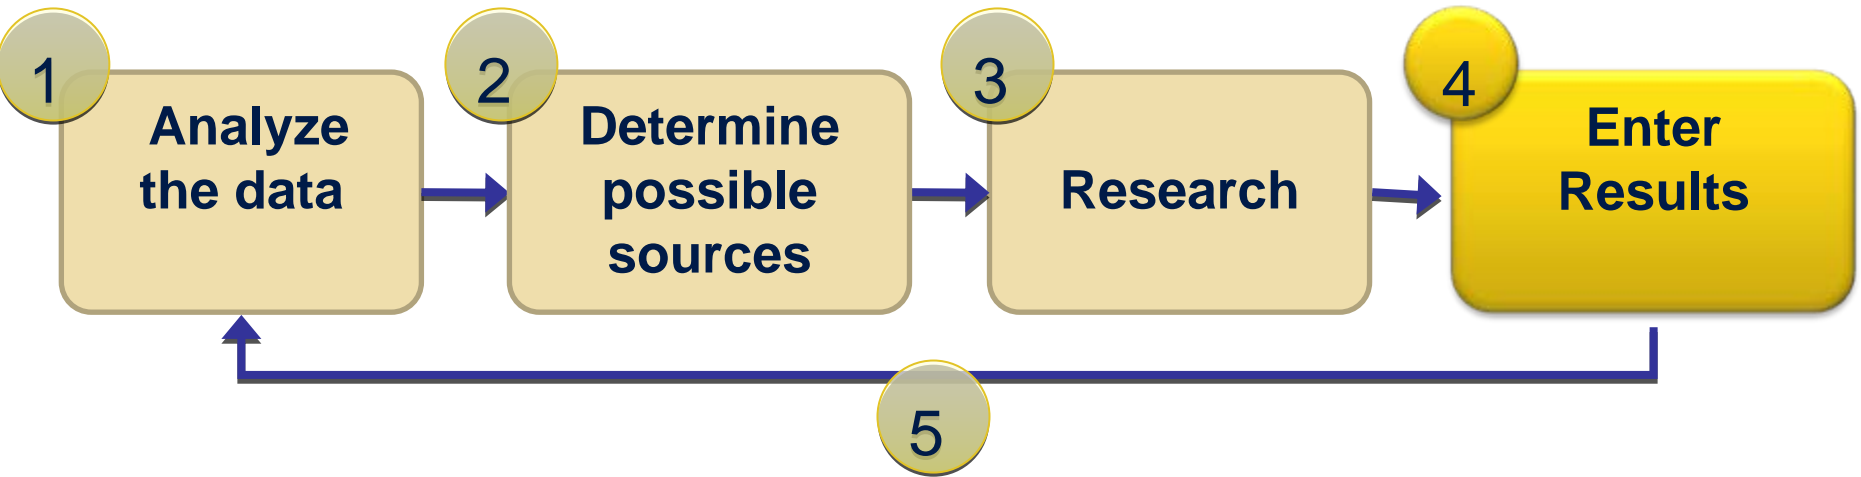 1
Analyze
the data
2
Determine
possible
sources
3
Research
4
Enter
Results
5